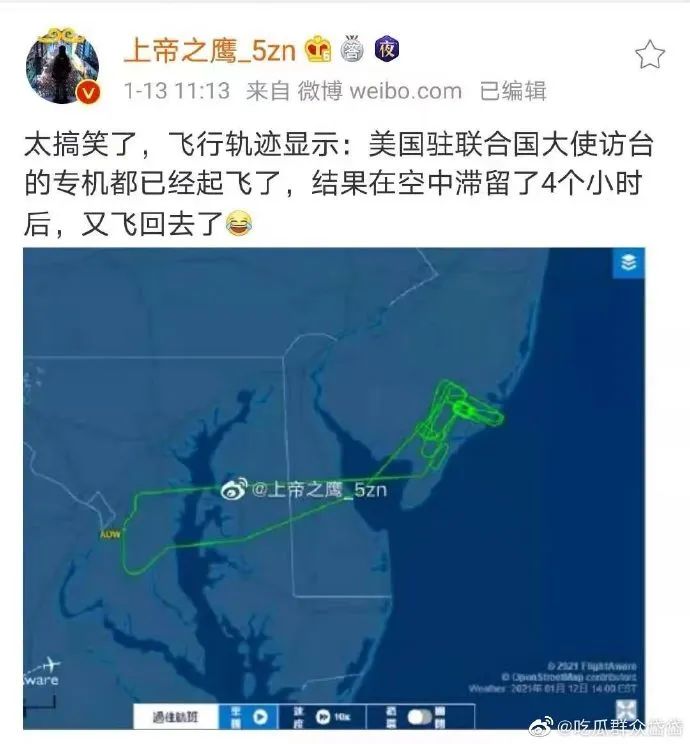 上帝之鹰_5zn
1-13 11:13 来自 微博 weibo.com 已编辑
太搞笑了，飞行轨迹显示：美国驻联合国大使访台
的专机都已经起飞了，结果在空中滞留了4个小时
后，又飞回去了😂
@上帝之鹰_5zn
ADW
ware
© 2021 FlightAware
© OpenStreetMap contributors
Weather: 2021年 01月 12日 14:00 EST
過往航班
10x
@吃瓜群众岱岱